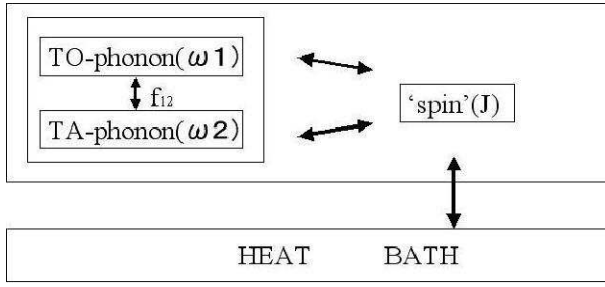 TO-phonon(ω1)
f₁₂
TA-phonon(ω2)
‘spin’(J)
HEAT BATH